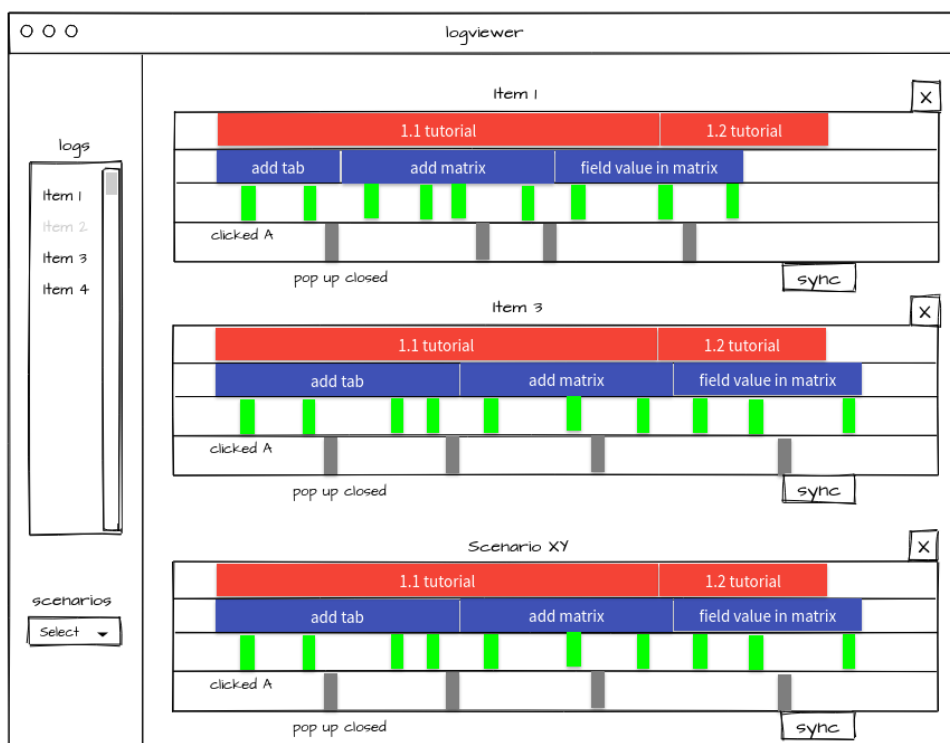 logviewer
logs
Item 1
Item 2
Item 3
Item 4
scenarios
Select
Item 1
X
1.1 tutorial 1.2 tutorial
add tab add matrix field value in matrix
clicked A
pop up closed
sync
Item 3
X
1.1 tutorial 1.2 tutorial
add tab add matrix field value in matrix
clicked A
pop up closed
sync
Scenario XY
X
1.1 tutorial 1.2 tutorial
add tab add matrix field value in matrix
clicked A
pop up closed
sync